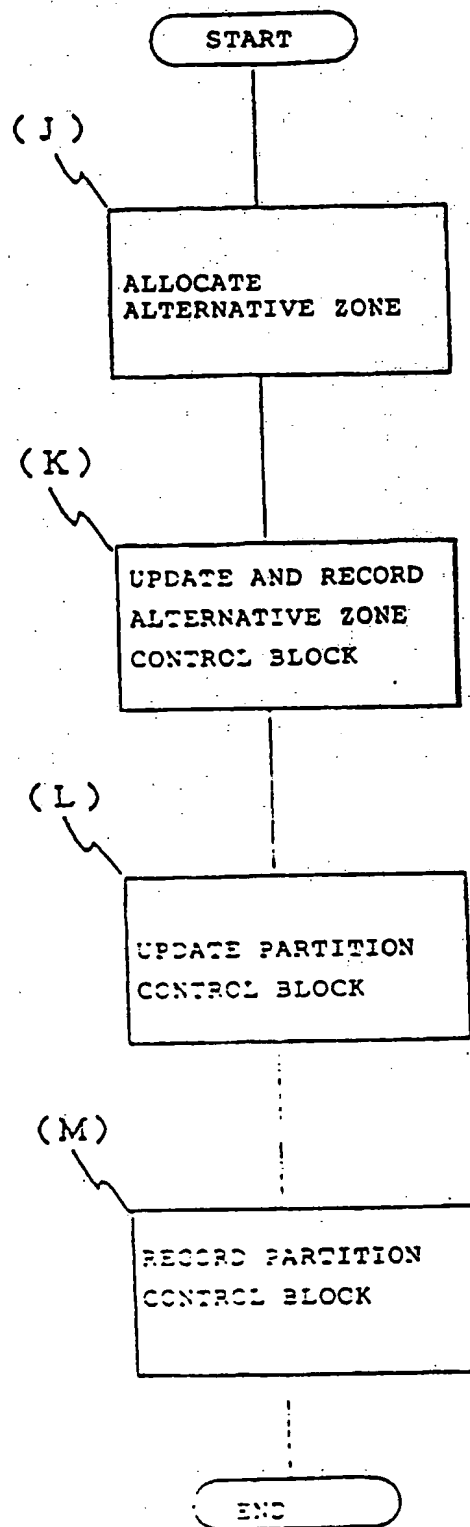 START
(J)
ALLOCATE
ALTERNATIVE ZONE
(K)
UPDATE AND RECORD
ALTERNATIVE ZONE
CONTROL BLOCK
(L)
UPDATE PARTITION
CONTROL BLOCK
(M)
RECORD PARTITION
CONTROL BLOCK
END